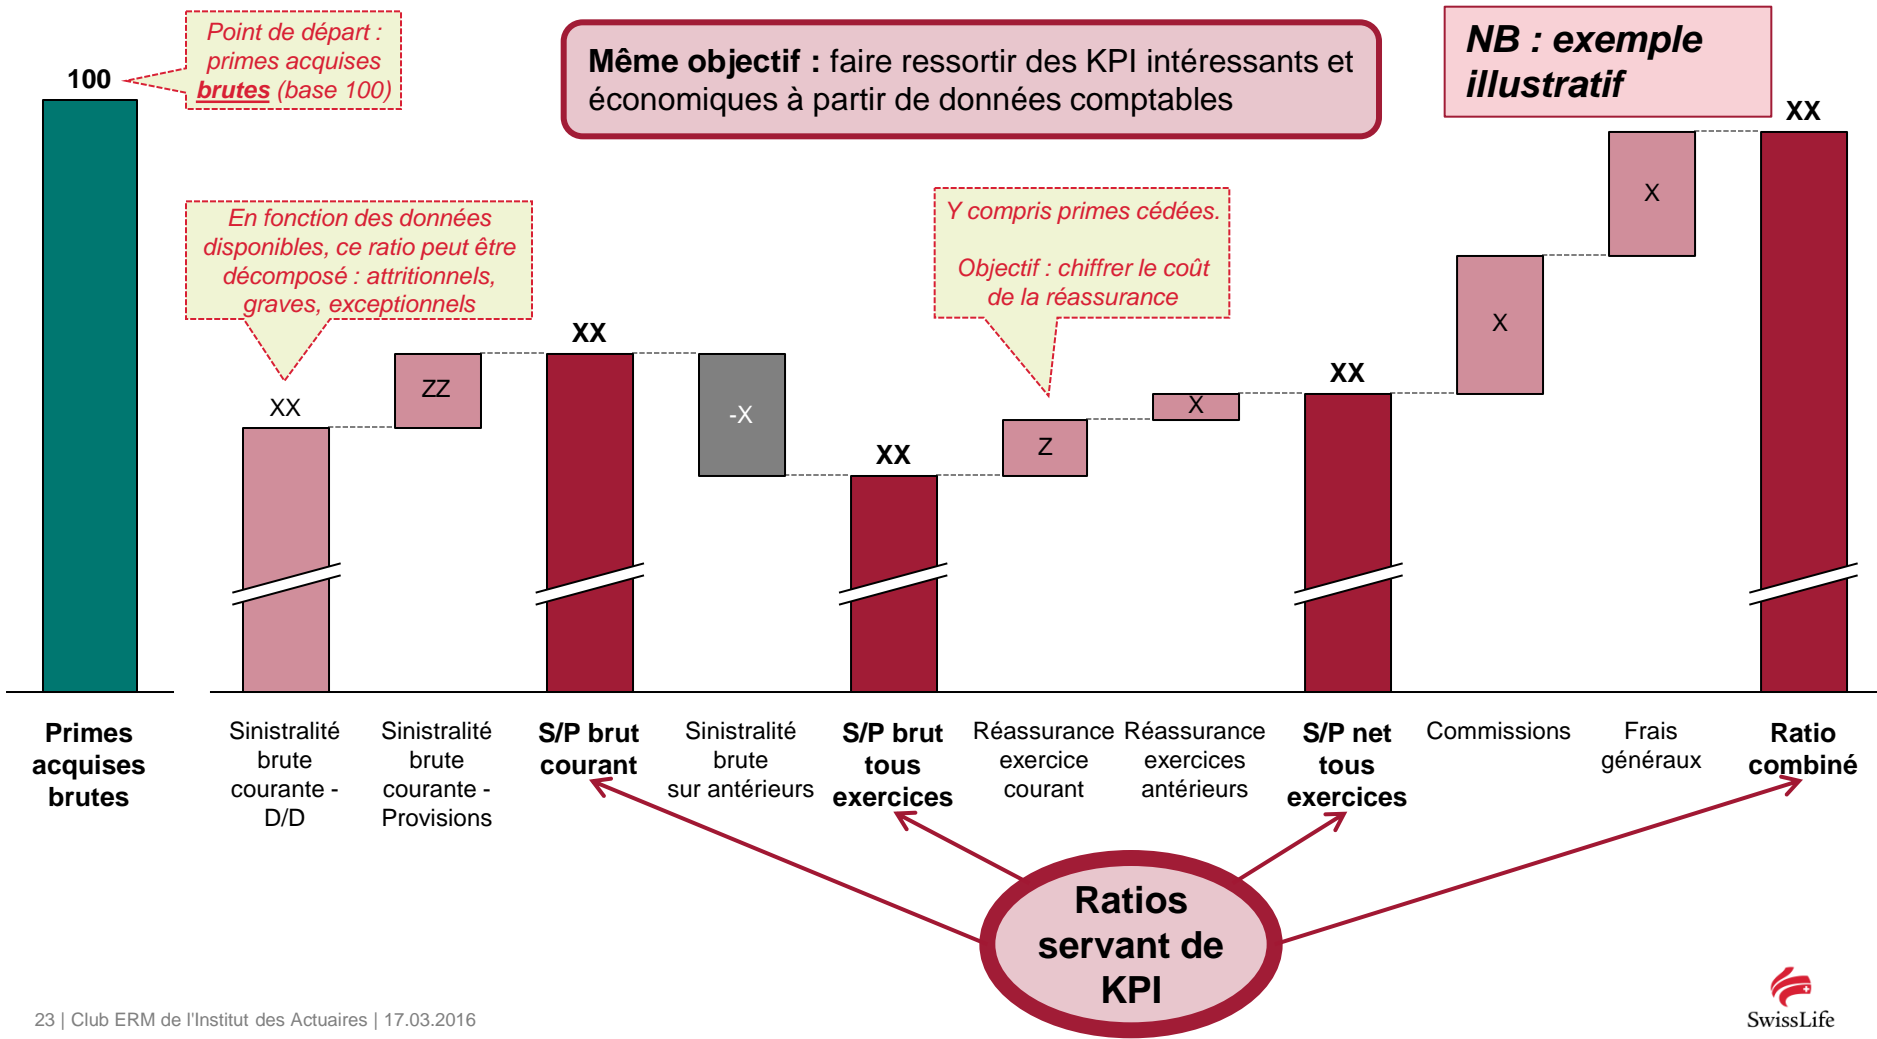 Point de départ :
primes acquises
brutes (base 100)
Même objectif : faire ressortir des KPI intéressants et
économiques à partir de données comptables
NB : exemple
illustratif
100
XX
En fonction des données
disponibles, ce ratio peut être
décomposé : attritionnels,
graves, exceptionnels
Y compris primes cédées.
Objectif : chiffrer le coût
de la réassurance
XX
ZZ
XX
-X
XX
Z
X
XX
X
X
Primes
acquises
brutes
Sinistralité
brute
courante -
D/D
Sinistralité
brute
courante -
Provisions
S/P brut
courant
Sinistralité
brute
sur antérieurs
S/P brut
tous
exercices
Réassurance
exercice
courant
Réassurance
exercices
antérieurs
S/P net
tous
exercices
Commissions
Frais
généraux
Ratio
combiné
Ratios
servant de
KPI
23 | Club ERM de l'Institut des Actuaires | 17.03.2016
SwissLife